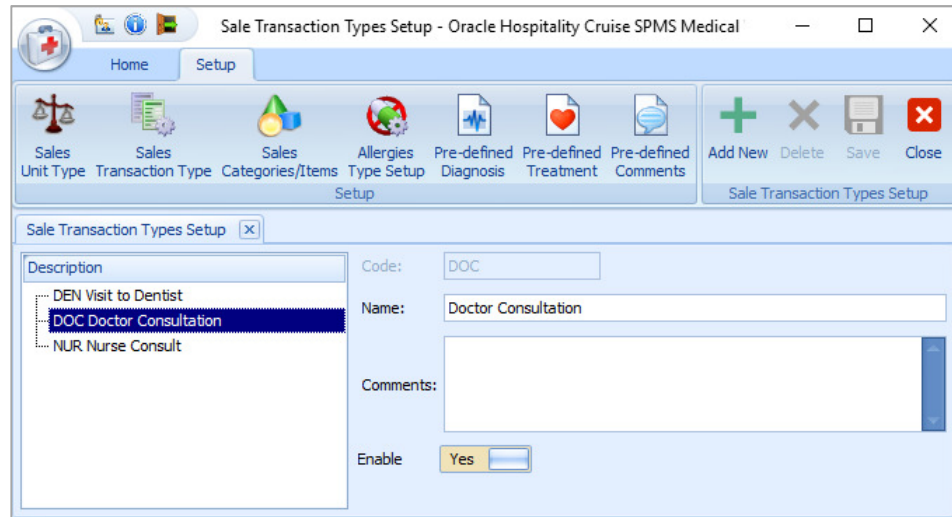 Sale Transaction Types Setup - Oracle Hospitality Cruise SPMS Medical
Home Setup
Sales Unit Type
Sales Transaction Type
Sales Categories/Items
Allergies Type Setup
Pre-defined Diagnosis
Pre-defined Treatment
Pre-defined Comments
Setup
Add New
Delete
Save
Close
Sale Transaction Types Setup
Sale Transaction Types Setup
Description
DEN Visit to Dentist
DOC Doctor Consultation
NUR Nurse Consult
Code: DOC
Name: Doctor Consultation
Comments:
Enable Yes